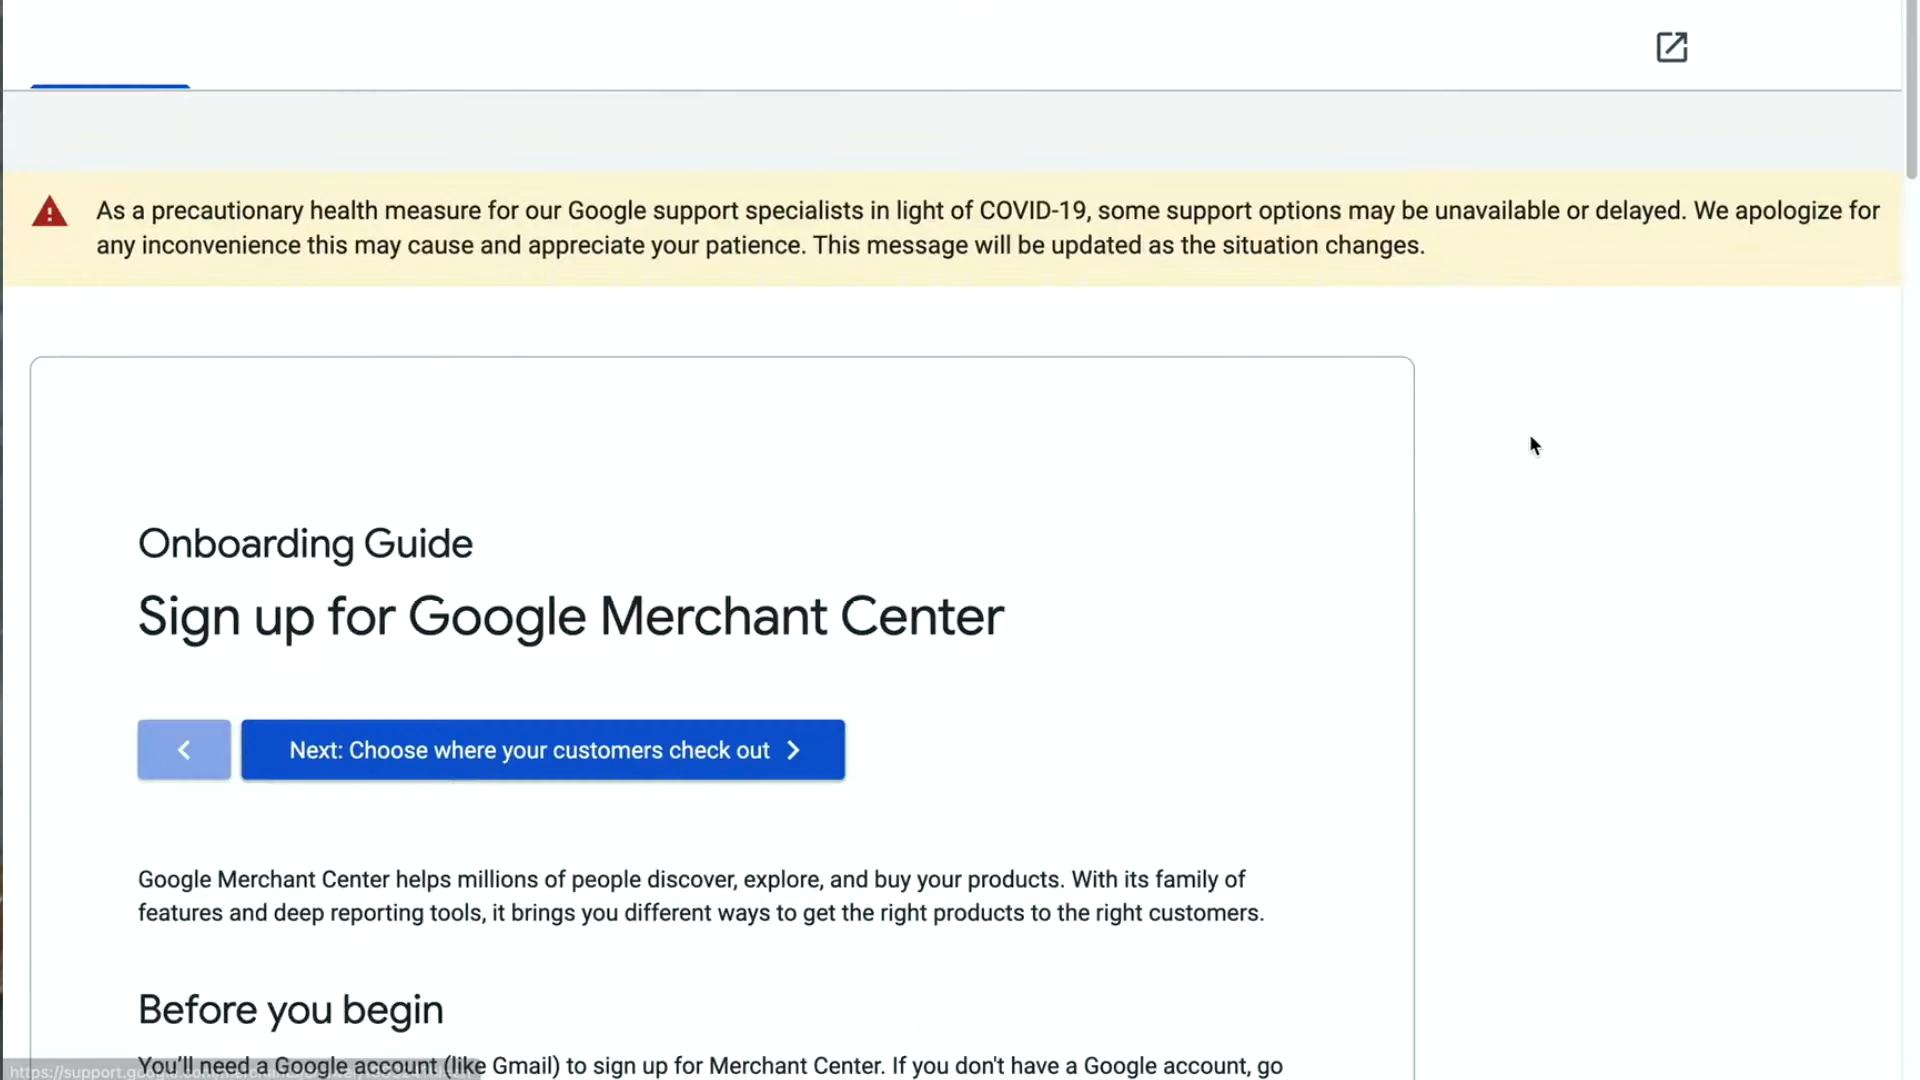 As a precautionary health measure for our Google support specialists in light of COVID-19, some support options may be unavailable or delayed. We apologize for
any inconvenience this may cause and appreciate your patience. This message will be updated as the situation changes.
Onboarding Guide
Sign up for Google Merchant Center
Next: Choose where your customers check out
Google Merchant Center helps millions of people discover, explore, and buy your products. With its family of
features and deep reporting tools, it brings you different ways to get the right products to the right customers.
Before you begin
You'll need a Google account (like Gmail) to sign up for Merchant Center. If you don't have a Google account, go